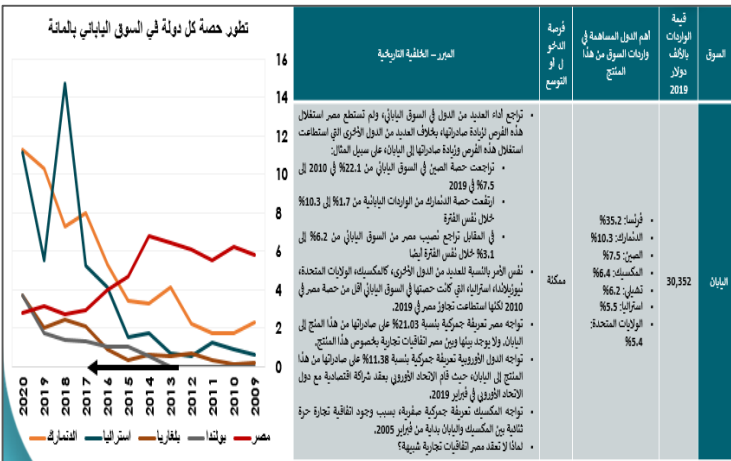 تطور حصة كل دولة في السوق الياباني بالمائة
16
14
12
10
8
6
4
2
0
2020
2019
2018
2017
2016
2015
2014
2013
2012
2011
2010
2009
مصر
بولندا
بلغاريا
استراليا
الدنمارك
السوق
قيمة الواردات بالألف دولار 2019
أهم الدول المساهمة في واردات السوق من هذا المنتج
فرصة الدخو
ل أو
التوسع
المبرر – الخلفية التاريخية
اليابان
30,352
• فرنسا: 35.2%
• الدنمارك: 10.3%
• الصين: 7.5%
• المكسيك: 6.4%
• تشيلي: 6.2%
• استراليا: 5.5%
• الولايات المتحدة: 5.4%
ممكنة
• تراجع أداء العديد من الدول في السوق الياباني، ولم تستطع مصر استغلال
هذه الفرص لزيادة صادراتها، بخلاف العديد من الدول الأخرى التي استطاعت
استغلال هذه الفرص وزيادة صادراتها إلى اليابان، على سبيل المثال:
• تراجعت حصة الصين في السوق الياباني من 22.1% في 2010 إلى
7.5% في 2019
• ارتفعت حصة الدنمارك من الواردات اليابانية من 1.7% إلى 10.3%
خلال نفس الفترة
• في المقابل تراجع نصيب مصر من السوق الياباني من 6.2% إلى
3.1% خلال نفس الفترة أيضا
• نفس الأمر بالنسبة للعديد من الدول الأخرى، كالمكسيك، الولايات المتحدة،
نيوزيلاندا، استراليا، التي كانت حصتها في السوق الياباني أقل من حصة مصر في
2010 لكنها استطاعت تجاوز مصر في 2019.
• تواجه مصر تعريفة جمركية بنسبة 21.03% على صادراتها من هذا المنتج إلى
اليابان، ولا يوجد بينها وبين مصر اتفاقيات تجارية بخصوص هذا المنتج.
• تواجه الدول الأوروبية تعريفة جمركية بنسبة 11.38% على صادراتها من هذا
المنتج إلى اليابان، حيث قام الاتحاد الأوروبي بعقد شراكة اقتصادية مع دول
الاتحاد الأوروبي في فبراير 2019.
• تواجه المكسيك تعريفة جمركية صفرية، بسبب وجود اتفاقية تجارة حرة
ثنائية بين المكسيك واليابان بداية من فبراير 2005.
• لماذا لا تعقد مصر اتفاقيات تجارية شبيهة؟